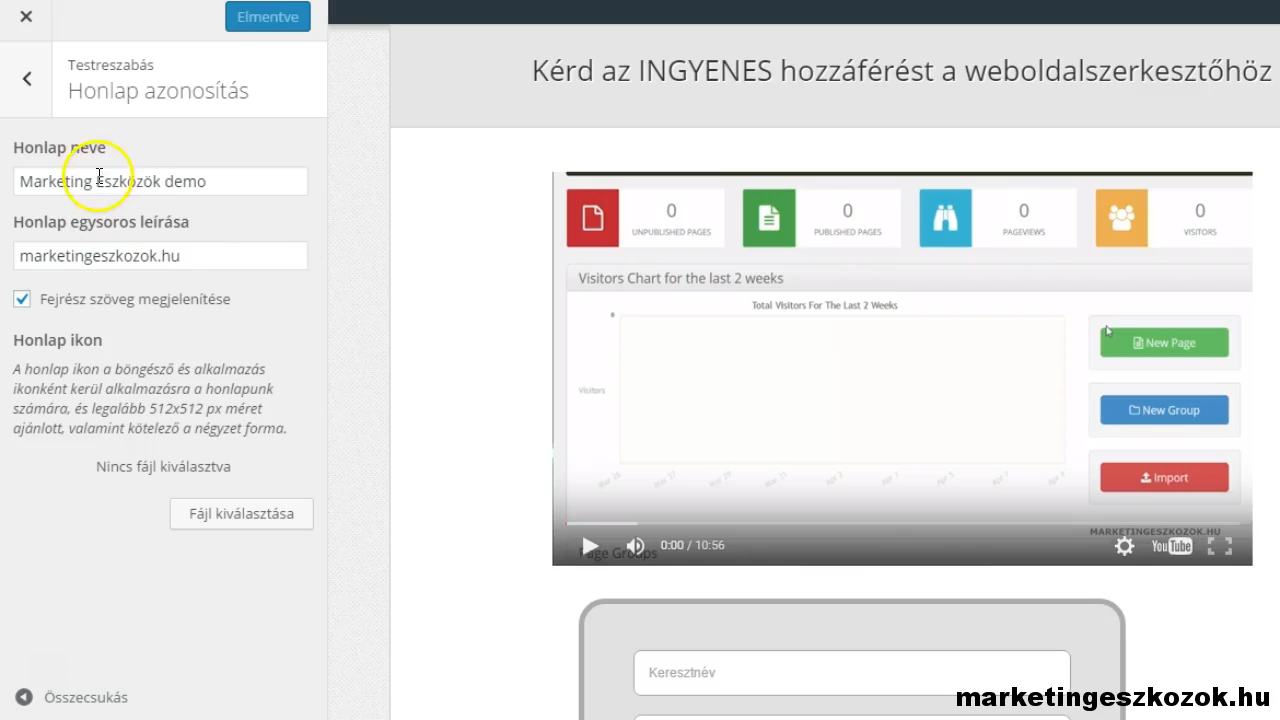 Elmentve
Testreszabás
Honlap azonosítás
Honlap neve
Marketing eszközök demo
Honlap egysoros leírása
marketingeszkozok.hu
Fejrész szöveg megjelenítése
Honlap ikon
A honlap ikon a böngésző és alkalmazás
ikonként kerül alkalmazásra a honlapunk
számára, és legalább 512x512 px méret
ajánlott, valamint kötelező a négyzet forma.
Nincs fájl kiválasztva
Fájl kiválasztása
Összecsukás
Kérd az INGYENES hozzáférést a weboldalszerkesztőhöz
0
UNPUBLISHED PAGES
0
PUBLISHED PAGES
0
PAGEVIEWS
0
VISITORS
Visitors Chart for the last 2 weeks
Total Visitors For The Last 2 Weeks
Visitors
New Page
New Group
Import
MARKETINGESZKOZOK.HU
0:00 / 10:56
YouTube
Page Groups
Keresztnév
marketingeszkozok.hu